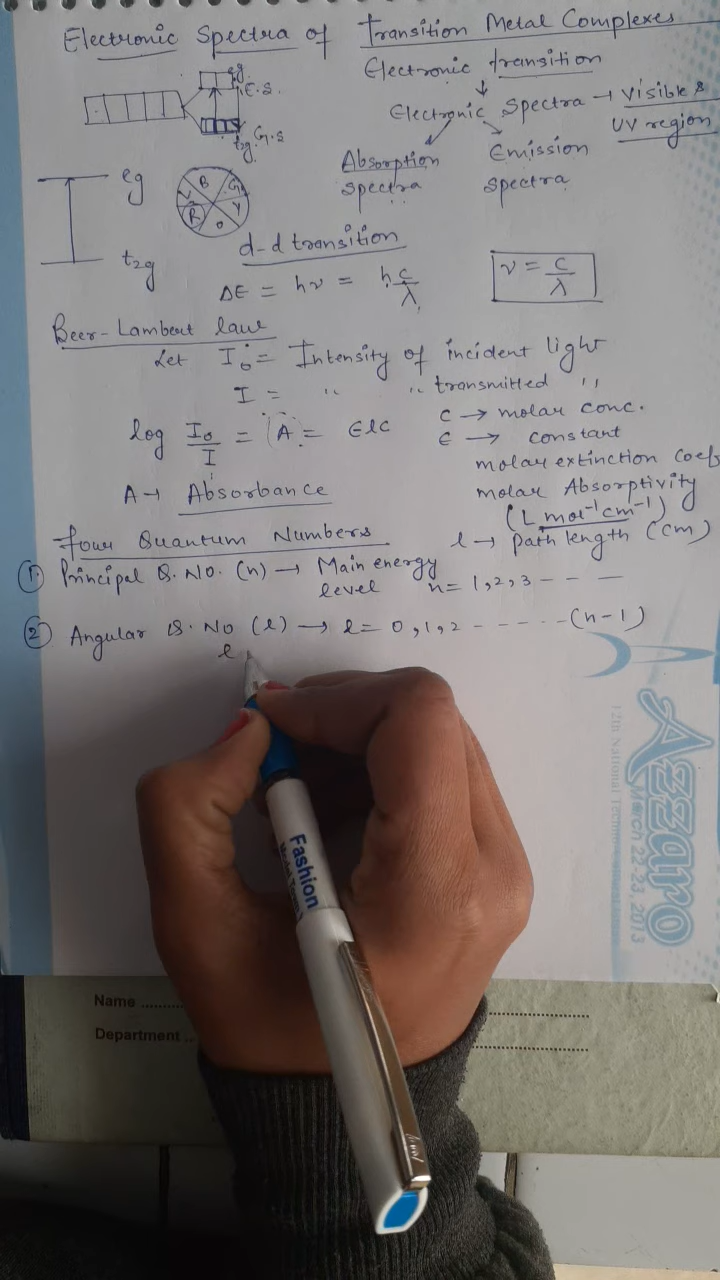 Electronic Spectra of Transition Metal Complexes
Electronic transition
eg
E.S.
Electronic Spectra → Visible &
UV region
t2g G.S
Absorption Emission
spectra spectra
eg
B G Y O R V
t2g
d-d transition
ΔE = hν = h c/λ
ν = c/λ
Beer-Lambert law
Let I₀ = Intensity of incident light
I = " " transmitted "
log I₀/I = A = ϵlc
c → molar conc.
ϵ → constant
molar extinction coeff
molar Absorptivity
(L mol⁻¹cm⁻¹)
A → Absorbance
l → path length (cm)
Four Quantum Numbers
① Principal Q. NO. (n) → Main energy
level n = 1, 2, 3 - - -
② Angular Q. NO (l) → l = 0, 1, 2 - - - - - (n-1)
l
Fashion
AZZARO
March 22-23, 2013
12th National
Name
Department